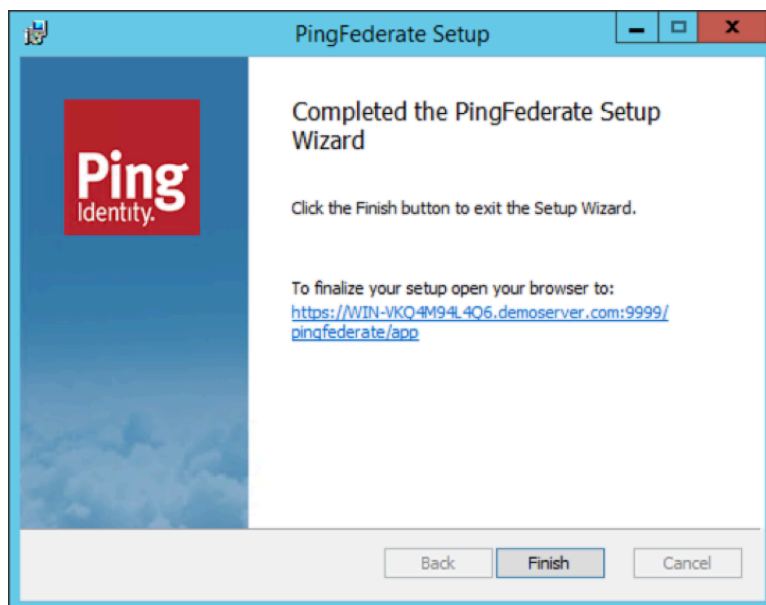 PingFederate Setup
Ping
Identity.
Completed the PingFederate Setup
Wizard
Click the Finish button to exit the Setup Wizard.
To finalize your setup open your browser to:
https://WIN-VKQ4M94L4Q6.demoserver.com:9999/
pingfederate/app
Back
Finish
Cancel